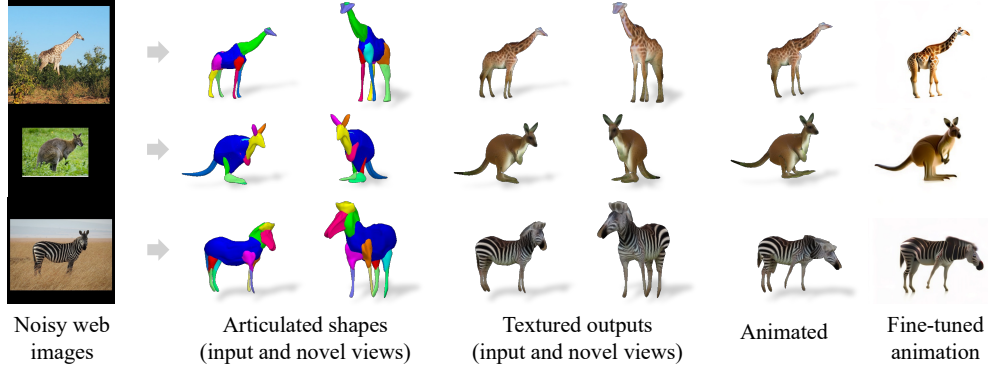 Noisy web
images
Articulated shapes
(input and novel views)
Textured outputs
(input and novel views)
Animated
Fine-tuned
animation